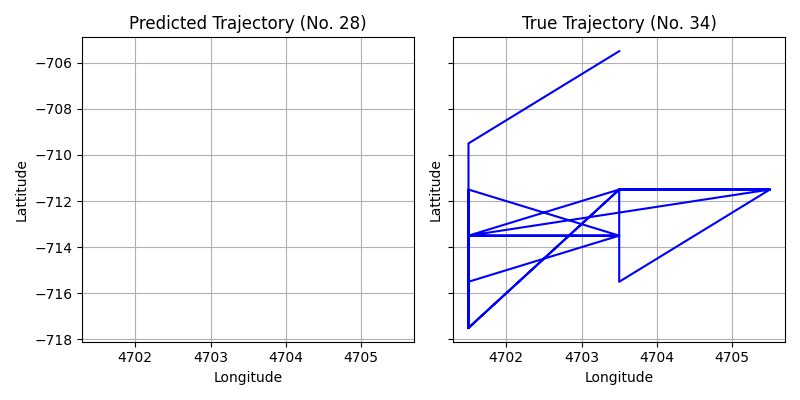 Predicted Trajectory (No. 28)
True Trajectory (No. 34)
Lattitude
−706
−708
−710
−712
−714
−716
−718
4702
4703
4704
4705
Longitude
Lattitude
4702
4703
4704
4705
Longitude